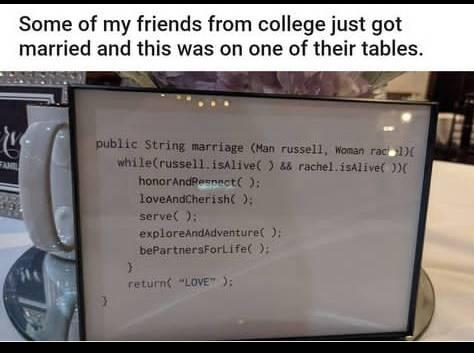 Some of my friends from college just got
married and this was on one of their tables.
public String marriage (Man russell, Woman rachel){
while(russell.isAlive( ) && rachel.isAlive( )){
honorAndRespect( );
loveAndCherish( );
serve( );
exploreAndAdventure( );
bePartnersForLife( );
}
return( "LOVE" );
}